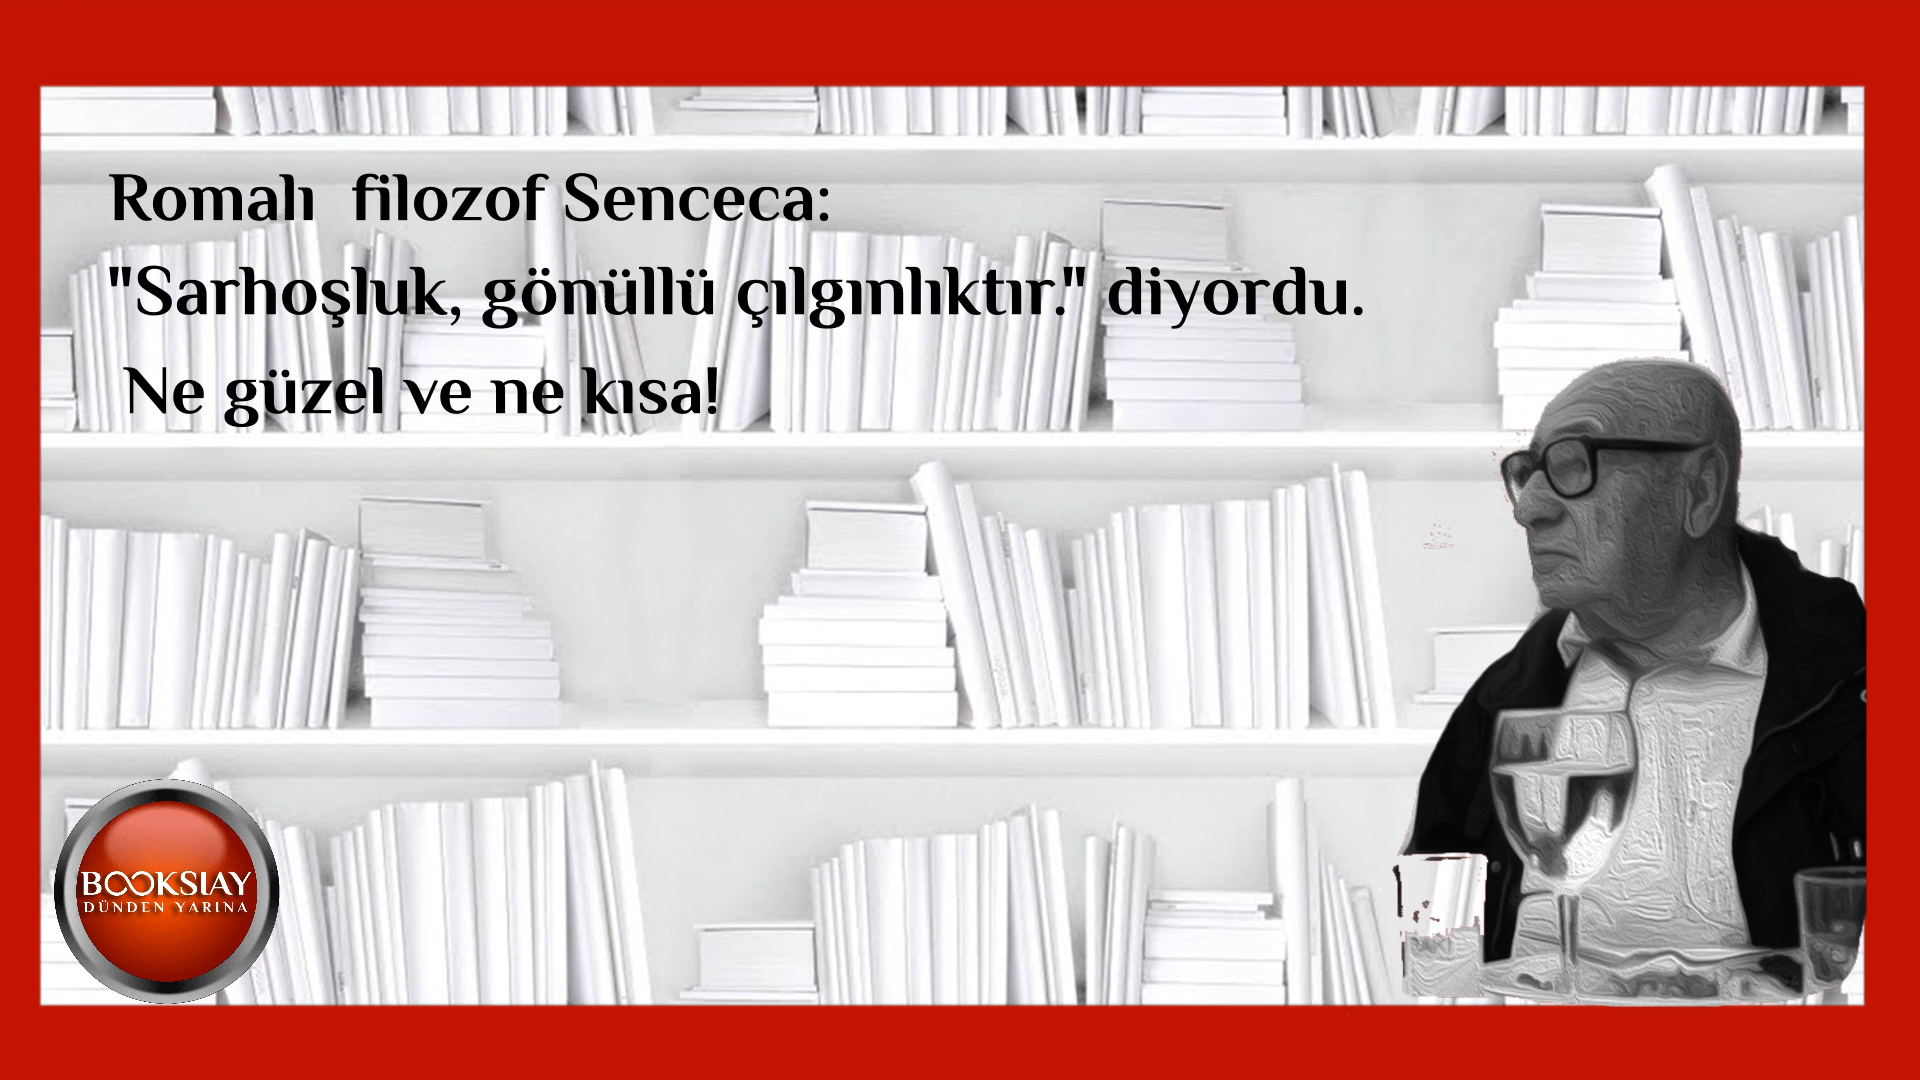 Romalı filozof Senceca:
"Sarhoşluk, gönüllü çılgınlıktır." diyordu.
Ne güzel ve ne kısa!
BOOKSIAY
DÜNDEN YARINA